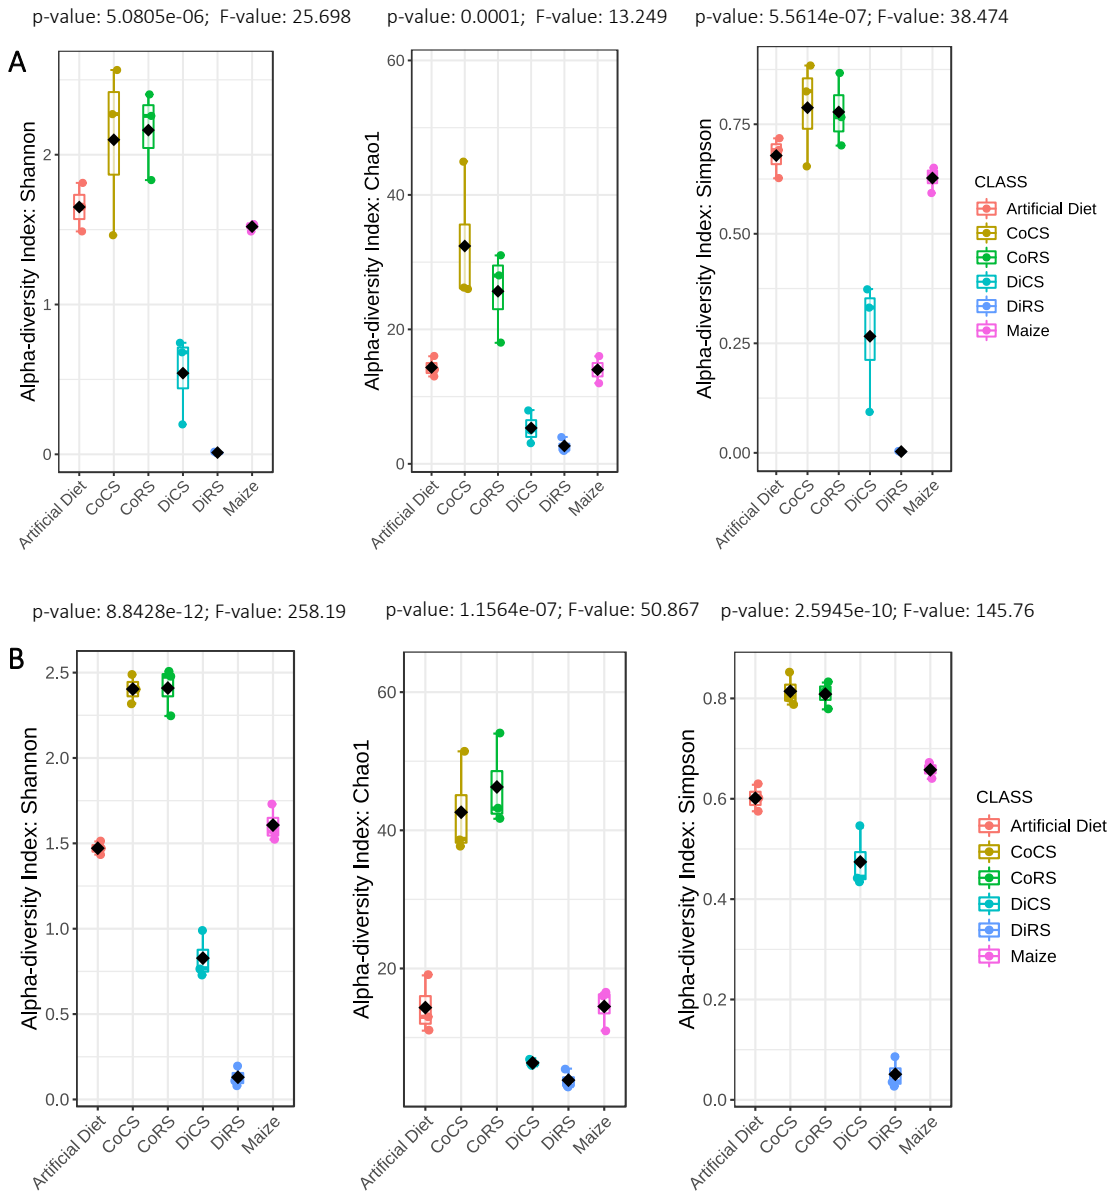 p-value: 5.0805e-06; F-value: 25.698
p-value: 0.0001; F-value: 13.249
p-value: 5.5614e-07; F-value: 38.474
A
Alpha-diversity Index: Shannon
2
1
0
Artificial Diet
CoCS
CoRS
DiCS
DiRS
Maize
Alpha-diversity Index: Chao1
60
40
20
0
Artificial Diet
CoCS
CoRS
DiCS
DiRS
Maize
Alpha-diversity Index: Simpson
0.75
0.50
0.25
0.00
Artificial Diet
CoCS
CoRS
DiCS
DiRS
Maize
CLASS
Artificial Diet
CoCS
CoRS
DiCS
DiRS
Maize
p-value: 8.8428e-12; F-value: 258.19
p-value: 1.1564e-07; F-value: 50.867
p-value: 2.5945e-10; F-value: 145.76
B
Alpha-diversity Index: Shannon
2.5
2.0
1.5
1.0
0.5
0.0
Artificial Diet
CoCS
CoRS
DiCS
DiRS
Maize
Alpha-diversity Index: Chao1
60
40
20
Artificial Diet
CoCS
CoRS
DiCS
DiRS
Maize
Alpha-diversity Index: Simpson
0.8
0.6
0.4
0.2
0.0
Artificial Diet
CoCS
CoRS
DiCS
DiRS
Maize
CLASS
Artificial Diet
CoCS
CoRS
DiCS
DiRS
Maize